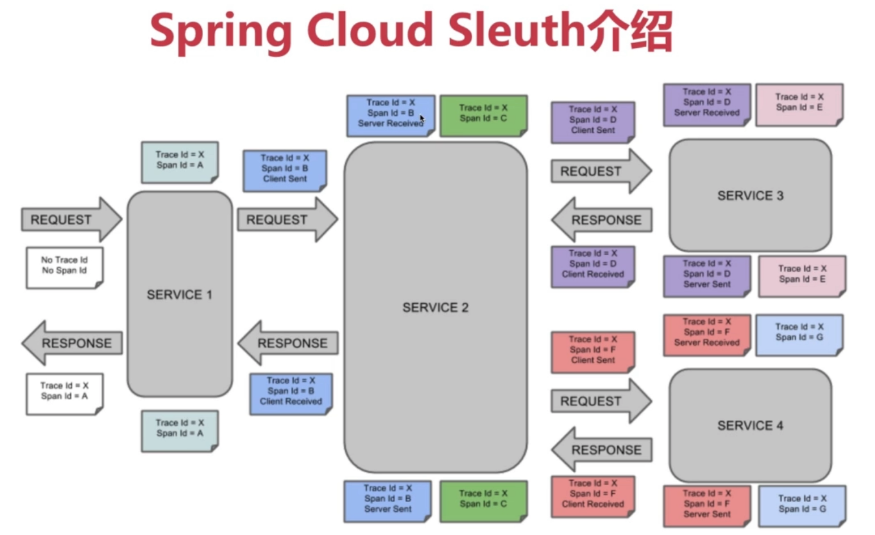 Spring Cloud Sleuth介绍
Trace Id = X
Span Id = A
Trace Id = X
Span Id = B
Client Sent
Trace Id = X
Span Id = B
Server Received
Trace Id = X
Span Id = C
Trace Id = X
Span Id = D
Client Sent
Trace Id = X
Span Id = D
Server Received
Trace Id = X
Span Id = E
REQUEST
REQUEST
REQUEST
No Trace Id
No Span Id
SERVICE 1
SERVICE 2
SERVICE 3
RESPONSE
Trace Id = X
Span Id = D
Client Received
Trace Id = X
Span Id = D
Server Sent
Trace Id = X
Span Id = E
RESPONSE
RESPONSE
Trace Id = X
Span Id = A
Trace Id = X
Span Id = A
Trace Id = X
Span Id = B
Client Received
Trace Id = X
Span Id = F
Client Sent
Trace Id = X
Span Id = F
Server Received
Trace Id = X
Span Id = G
REQUEST
SERVICE 4
RESPONSE
Trace Id = X
Span Id = B
Server Sent
Trace Id = X
Span Id = C
Trace Id = X
Span Id = F
Client Received
Trace Id = X
Span Id = F
Server Sent
Trace Id = X
Span Id = G